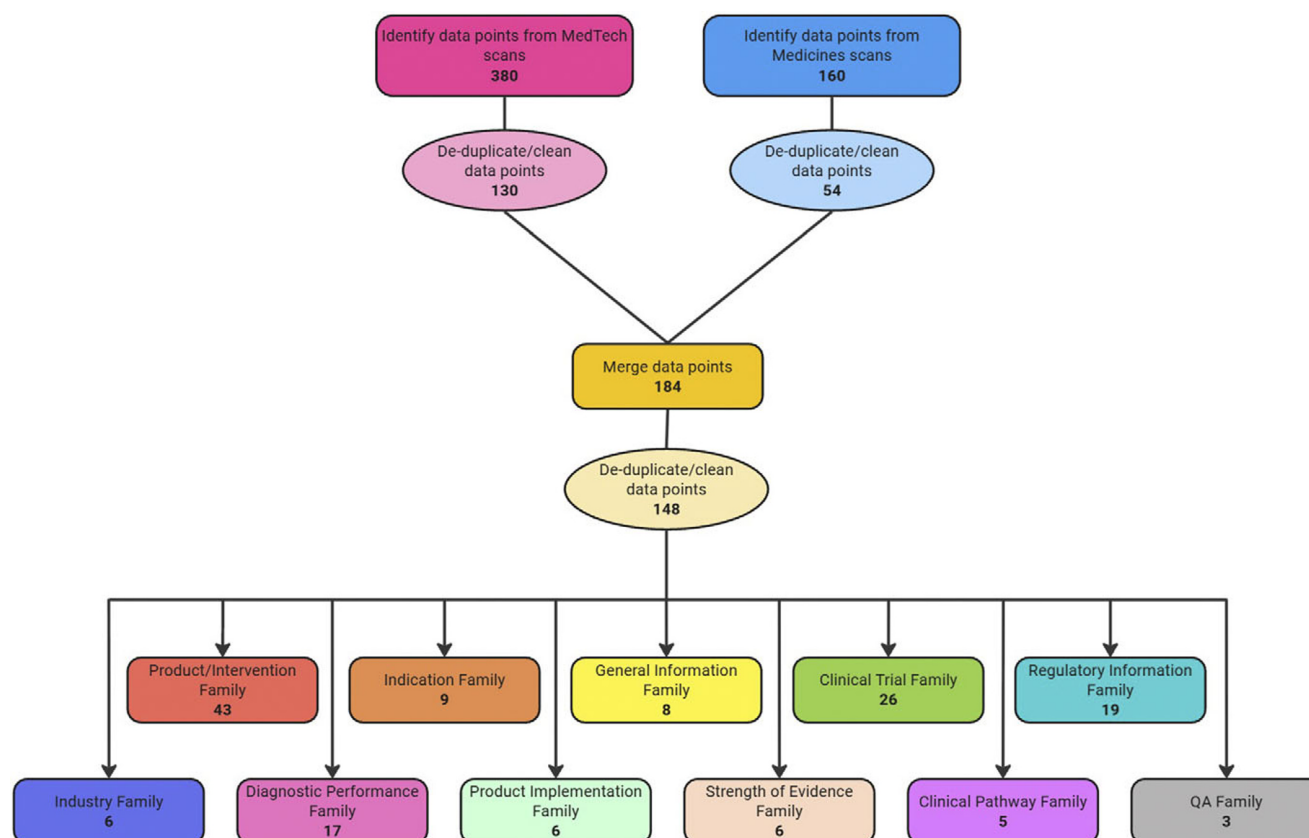 Identify data points from MedTech
scans
380
Identify data points from
Medicines scans
160
De-duplicate/clean
data points
130
De-duplicate/clean
data points
54
Merge data points
184
De-duplicate/clean
data points
148
Product/Intervention
Family
43
Indication Family
9
General Information
Family
8
Clinical Trial Family
26
Regulatory Information
Family
19
Industry Family
6
Diagnostic Performance
Family
17
Product Implementation
Family
6
Strength of Evidence
Family
6
Clinical Pathway Family
5
QA Family
3